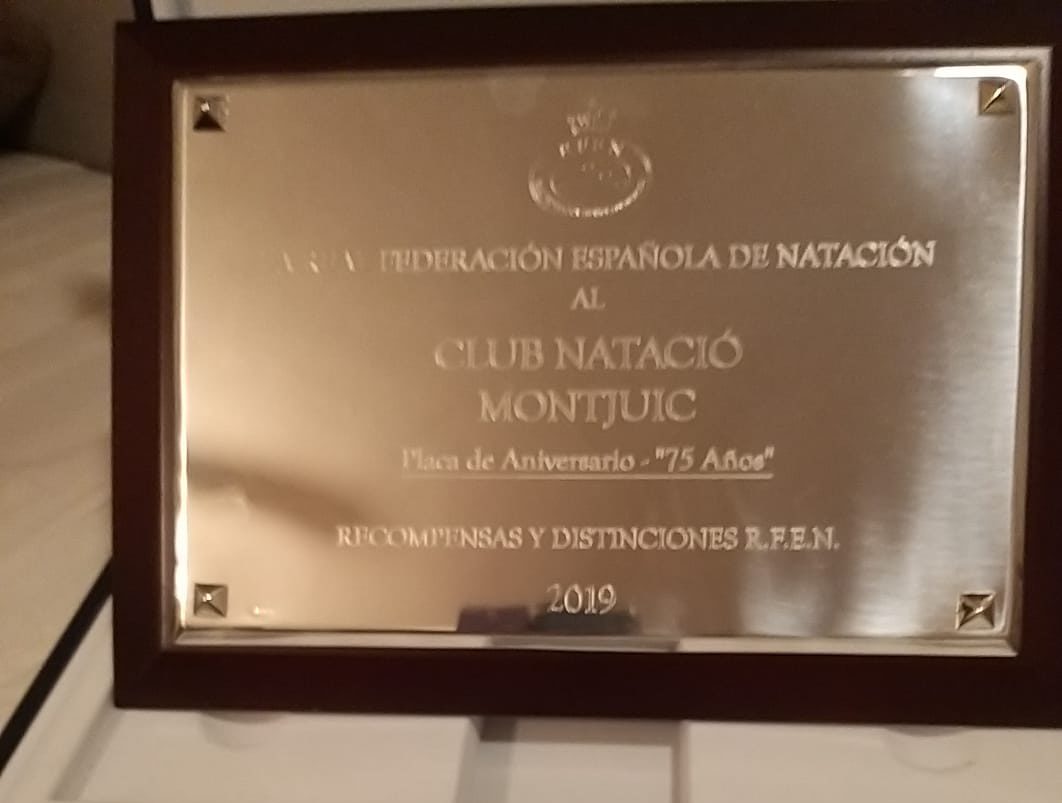 R.F.E.N.
FEDERACIÓN ESPAÑOLA DE NATACIÓN
AL
CLUB NATACIÓ
MONTJUIC
Placa de Aniversario - "75 Años"
RECOMPENSAS Y DISTINCIONES R.F.E.N.
2019